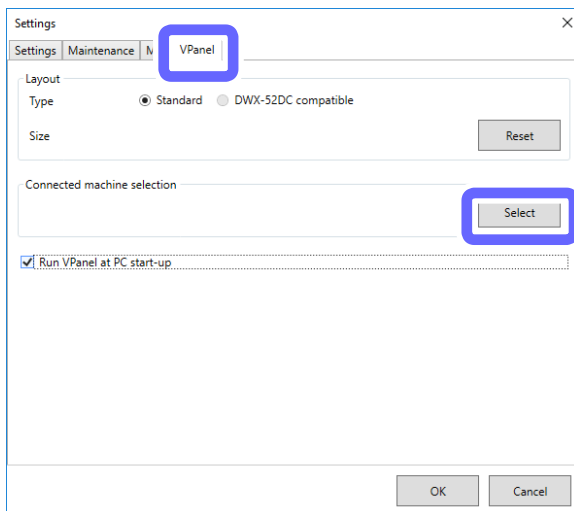 Settings
Settings Maintenance VPanel
Layout
Type Standard DWX-52DC compatible
Size Reset
Connected machine selection
Select
Run VPanel at PC start-up
OK Cancel